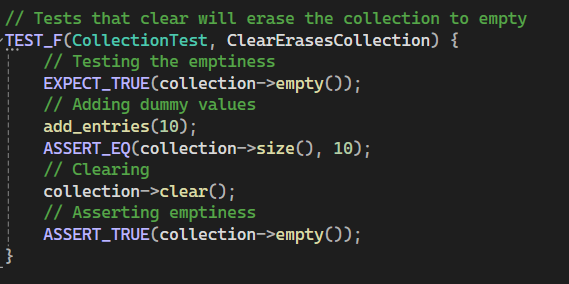 // Tests that clear will erase the collection to empty
TEST_F(CollectionTest, ClearErasesCollection) {
// Testing the emptiness
EXPECT_TRUE(collection->empty());
// Adding dummy values
add_entries(10);
ASSERT_EQ(collection->size(), 10);
// Clearing
collection->clear();
// Asserting emptiness
ASSERT_TRUE(collection->empty());
}